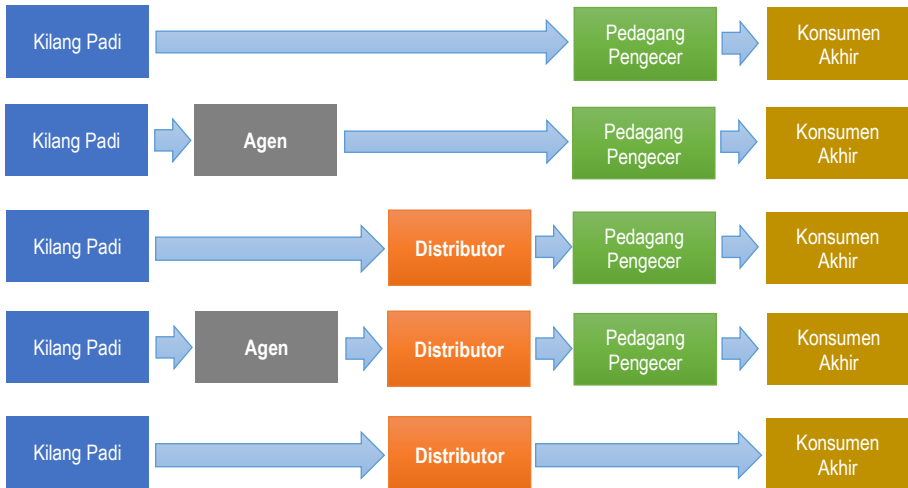 Kilang Padi
Pedagang
Pengecer
Konsumen
Akhir
Kilang Padi
Agen
Pedagang
Pengecer
Konsumen
Akhir
Kilang Padi
Distributor
Pedagang
Pengecer
Konsumen
Akhir
Kilang Padi
Agen
Distributor
Pedagang
Pengecer
Konsumen
Akhir
Kilang Padi
Distributor
Konsumen
Akhir